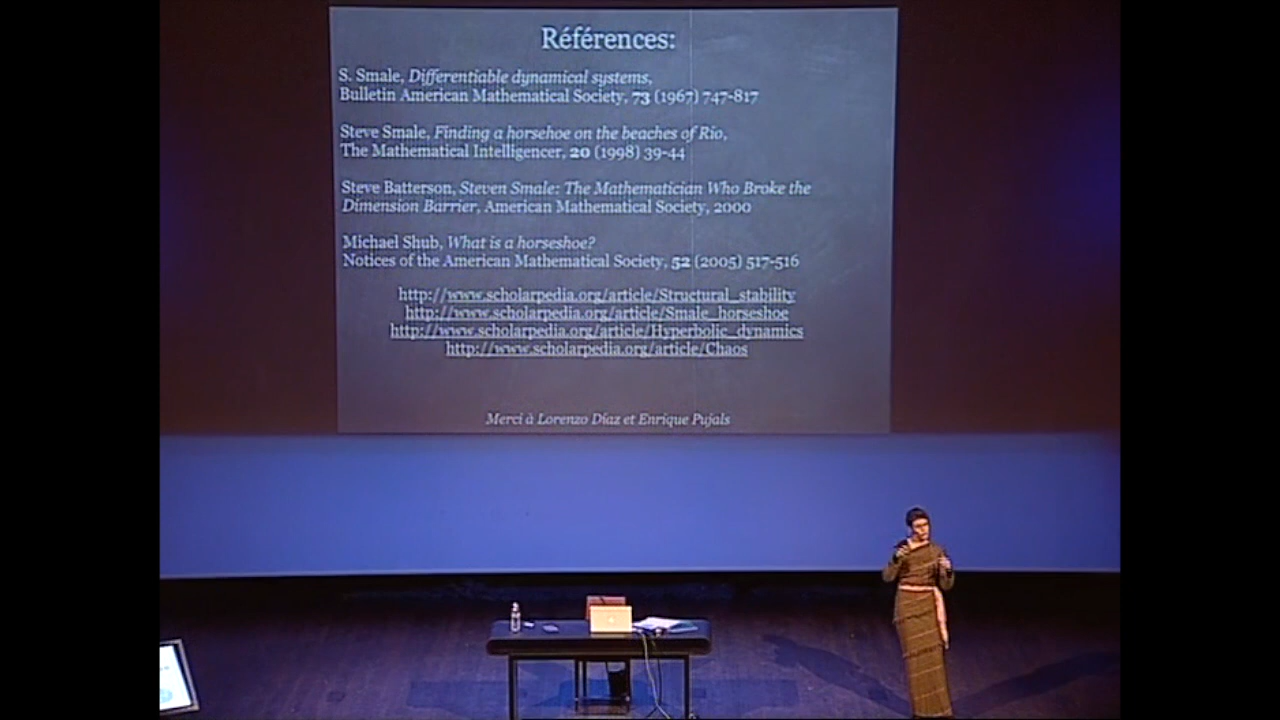 Références:
S. Smale, Differentiable dynamical systems,
Bulletin American Mathematical Society, 73 (1967) 747-817
Steve Smale, Finding a horsehoe on the beaches of Rio,
The Mathematical Intelligencer, 20 (1998) 39-44
Steve Batterson, Steven Smale: The Mathematician Who Broke the
Dimension Barrier, American Mathematical Society, 2000
Michael Shub, What is a horseshoe?
Notices of the American Mathematical Society, 52 (2005) 517-516
http://www.scholarpedia.org/article/Structural_stability
http://www.scholarpedia.org/article/Smale_horseshoe
http://www.scholarpedia.org/article/Hyperbolic_dynamics
http://www.scholarpedia.org/article/Chaos
Merci à Lorenzo Díaz et Enrique Pujals